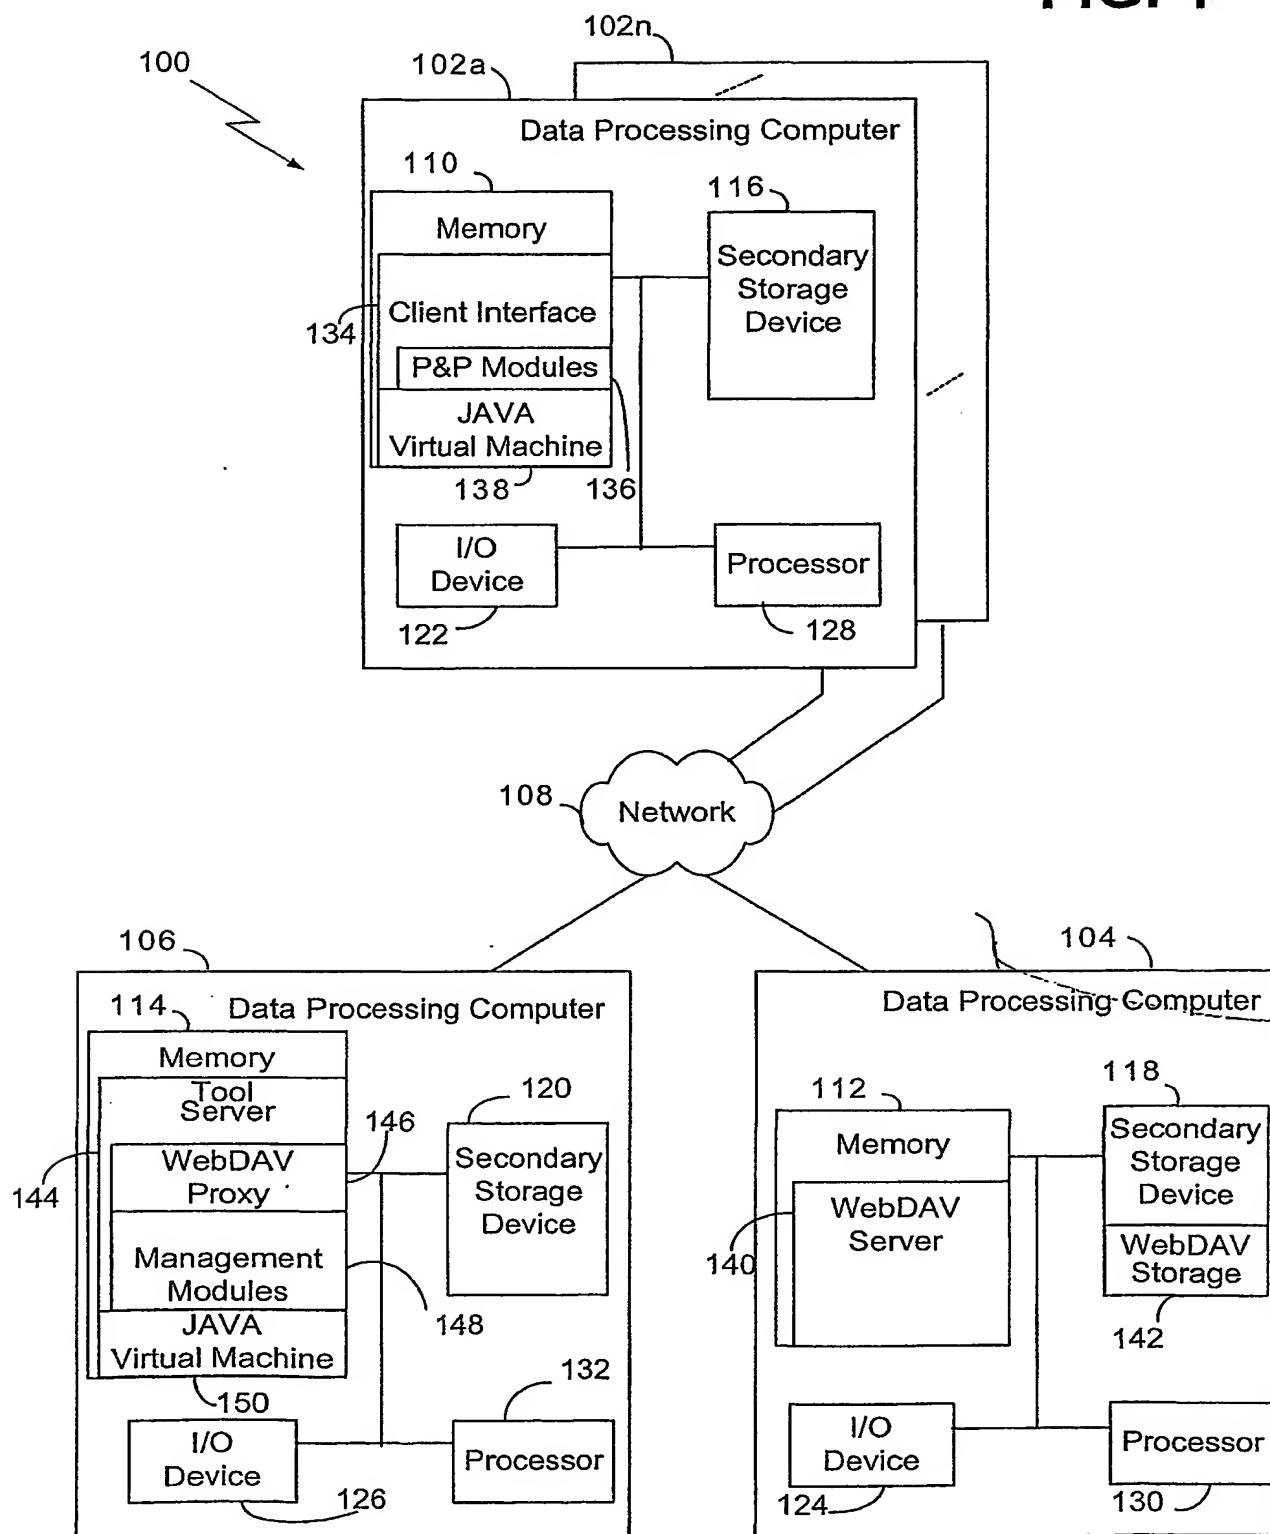 102n
100
102a
Data Processing Computer
110
116
Memory
Secondary
Storage
Device
Client Interface
134
P&P Modules
JAVA
Virtual Machine
138
136
I/O
Device
Processor
122
128
108
Network
106
104
Data Processing Computer
Data Processing Computer
114
Memory
Tool
Server
120
146
WebDAV
Proxy
144
Secondary
Storage
Device
Management
Modules
148
JAVA
Virtual Machine
150
132
I/O
Device
Processor
126
112
118
Memory
Secondary
Storage
Device
WebDAV
Server
140
WebDAV
Storage
142
I/O
Device
Processor
124
130